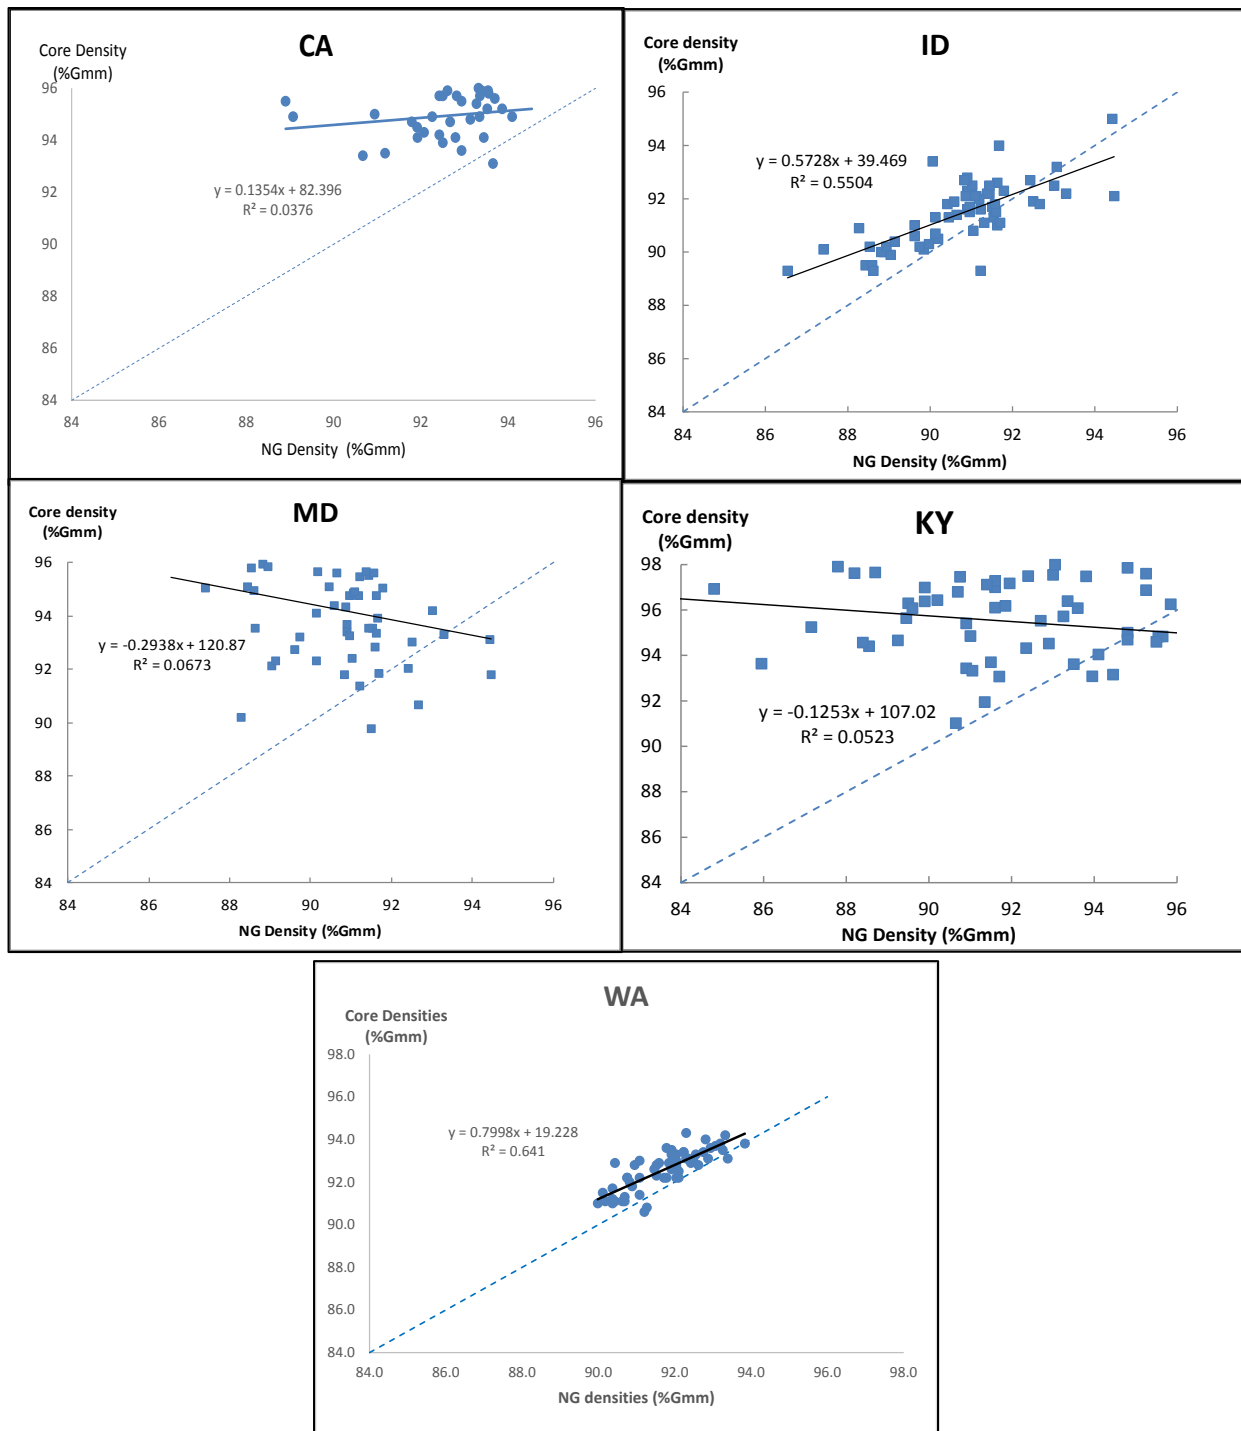 CA
Core Density
(%Gmm)
96
94
92
90
88
86
84
y = 0.1354x + 82.396
R² = 0.0376
84 86 88 90 92 94 96
NG Density (%Gmm)
ID
Core density
(%Gmm)
96
94
92
90
88
86
84
y = 0.5728x + 39.469
R² = 0.5504
84 86 88 90 92 94 96
NG Density (%Gmm)
MD
Core density
(%Gmm)
96
94
92
90
88
86
84
y = -0.2938x + 120.87
R² = 0.0673
84 86 88 90 92 94 96
NG Density (%Gmm)
KY
Core density
(%Gmm)
98
96
94
92
90
88
86
84
y = -0.1253x + 107.02
R² = 0.0523
84 86 88 90 92 94 96
NG Density (%Gmm)
WA
Core Densities
(%Gmm)
98.0
96.0
94.0
92.0
90.0
88.0
86.0
84.0
y = 0.7998x + 19.228
R² = 0.641
84.0 86.0 88.0 90.0 92.0 94.0 96.0 98.0
NG densities (%Gmm)